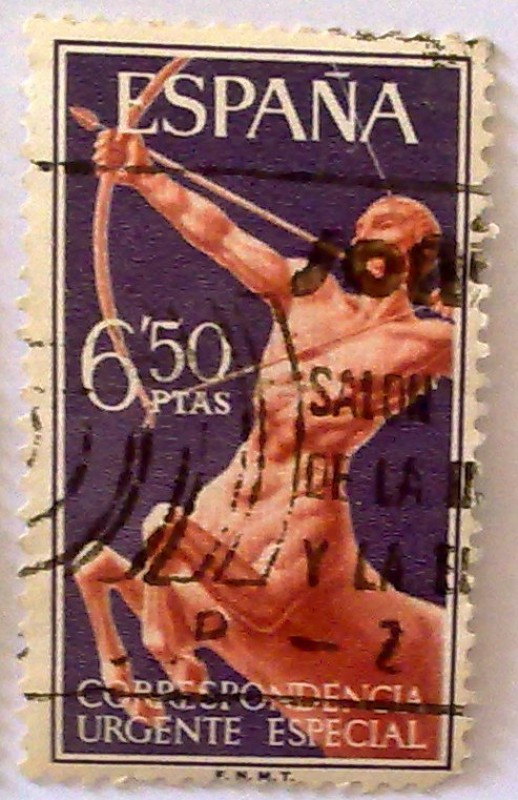 ESPAÑA
6'50
PTAS
SALON
DE LA
Y LA
CORRESPONDENCIA
URGENTE ESPECIAL
F.N.M.T.